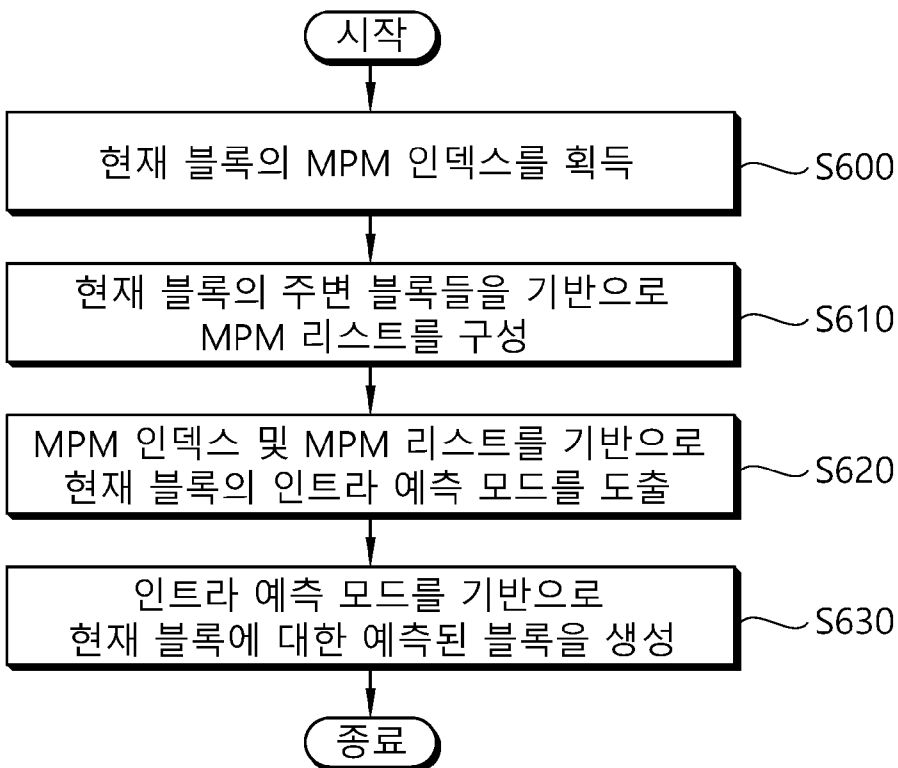 시작
현재 블록의 MPM 인덱스를 획득
S600
현재 블록의 주변 블록들을 기반으로
MPM 리스트를 구성
S610
MPM 인덱스 및 MPM 리스트를 기반으로
현재 블록의 인트라 예측 모드를 도출
S620
인트라 예측 모드를 기반으로
현재 블록에 대한 예측된 블록을 생성
S630
종료